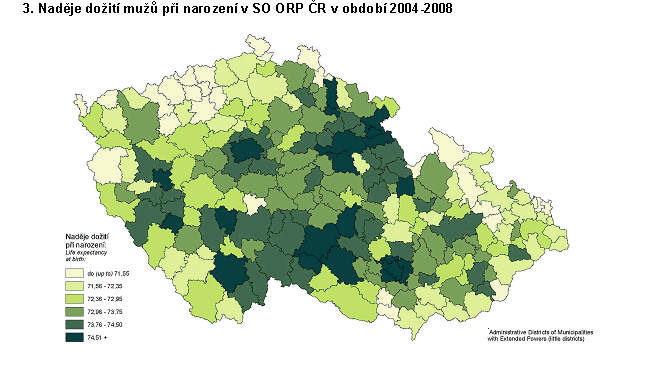 3. Naděje dožití mužů při narození v SO ORP ČR v období 2004-2008
Naděje dožití
při narození:
Life expectancy
at birth:
do (up to) 71,55
71,56 - 72,35
72,36 - 72,95
72,96 - 73,75
73,76 - 74,50
74,51 +
*Administrative Districts of Municipalities
with Extended Powers (little districts)